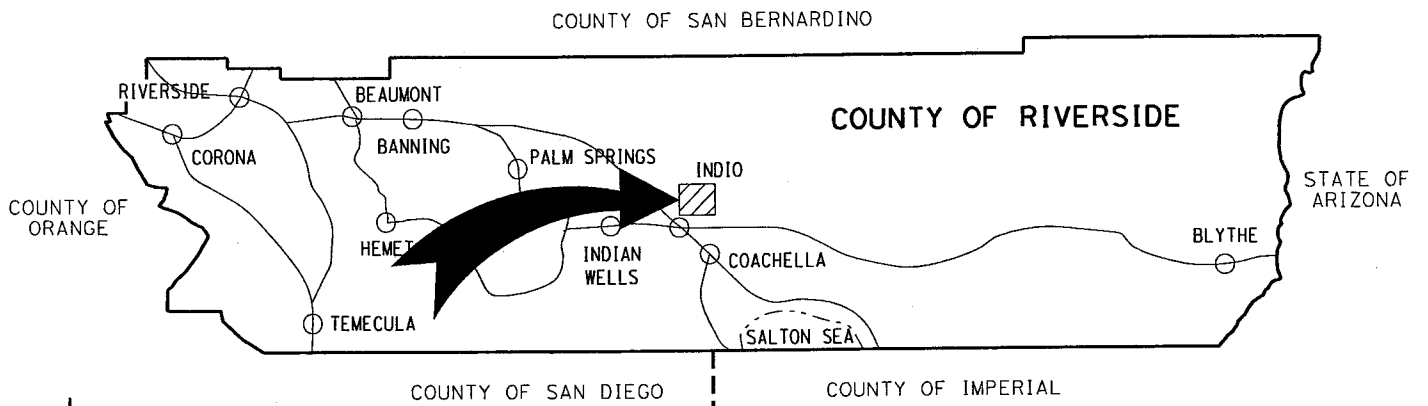 COUNTY OF SAN BERNARDINO
RIVERSIDE
BEAUMONT
COUNTY OF RIVERSIDE
CORONA
BANNING
PALM SPRINGS
INDIO
STATE OF
ARIZONA
COUNTY OF
ORANGE
HEMET
INDIAN
WELLS
COACHELLA
BLYTHE
TEMECULA
SALTON SEA
COUNTY OF SAN DIEGO
COUNTY OF IMPERIAL